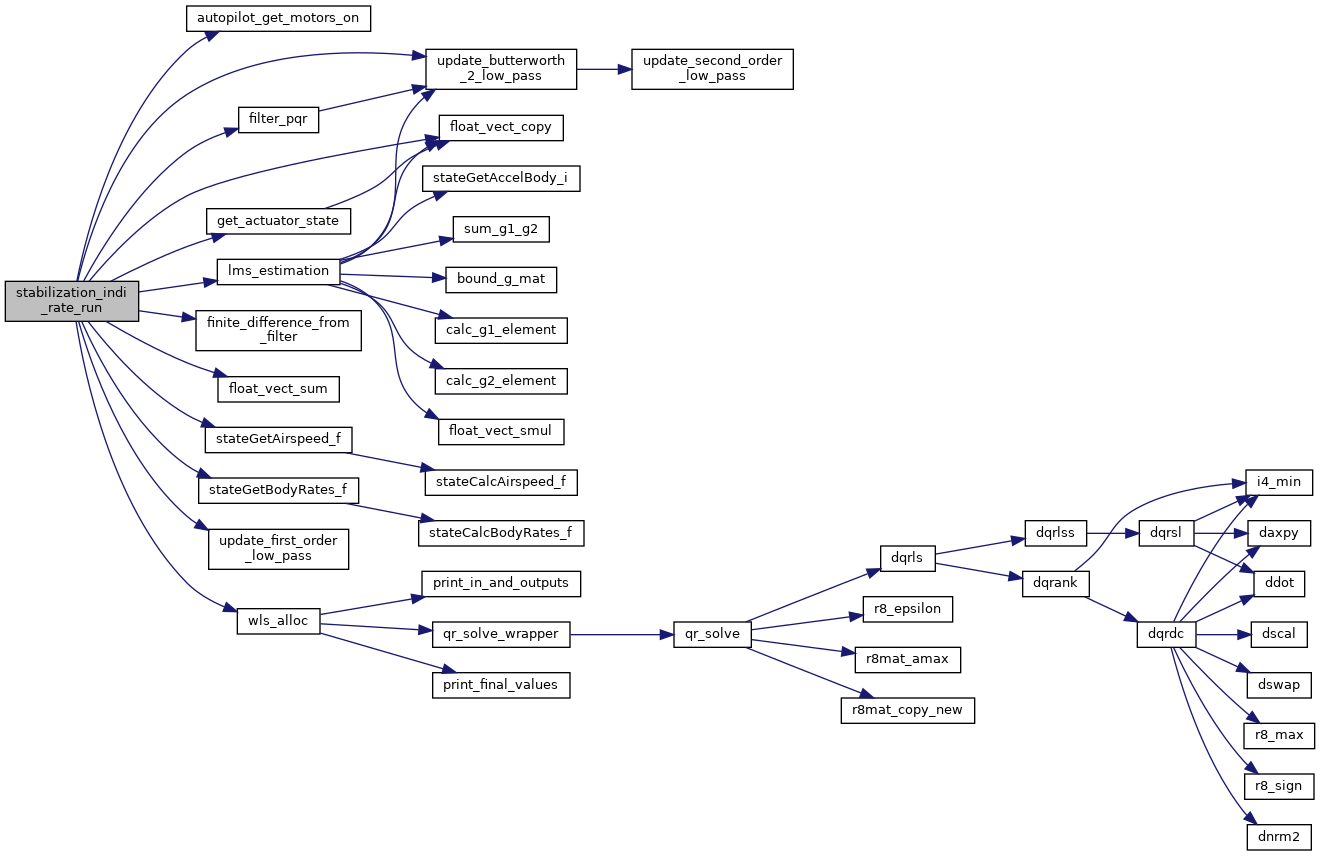 autopilot_get_motors_on
update_butterworth
_2_low_pass
update_second_order
_low_pass
filter_pqr
float_vect_copy
stateGetAccelBody_i
get_actuator_state
sum_g1_g2
lms_estimation
bound_g_mat
stabilization_indi
_rate_run
finite_difference_from
_filter
calc_g1_element
calc_g2_element
float_vect_sum
float_vect_smul
stateGetAirspeed_f
stateCalcAirspeed_f
stateGetBodyRates_f
stateCalcBodyRates_f
update_first_order
_low_pass
print_in_and_outputs
wls_alloc
qr_solve_wrapper
print_final_values
qr_solve
dqrls
r8_epsilon
r8mat_amax
r8mat_copy_new
dqrlss
dqrank
dqrsl
dqrdc
i4_min
daxpy
ddot
dscal
dswap
r8_max
r8_sign
dnrm2